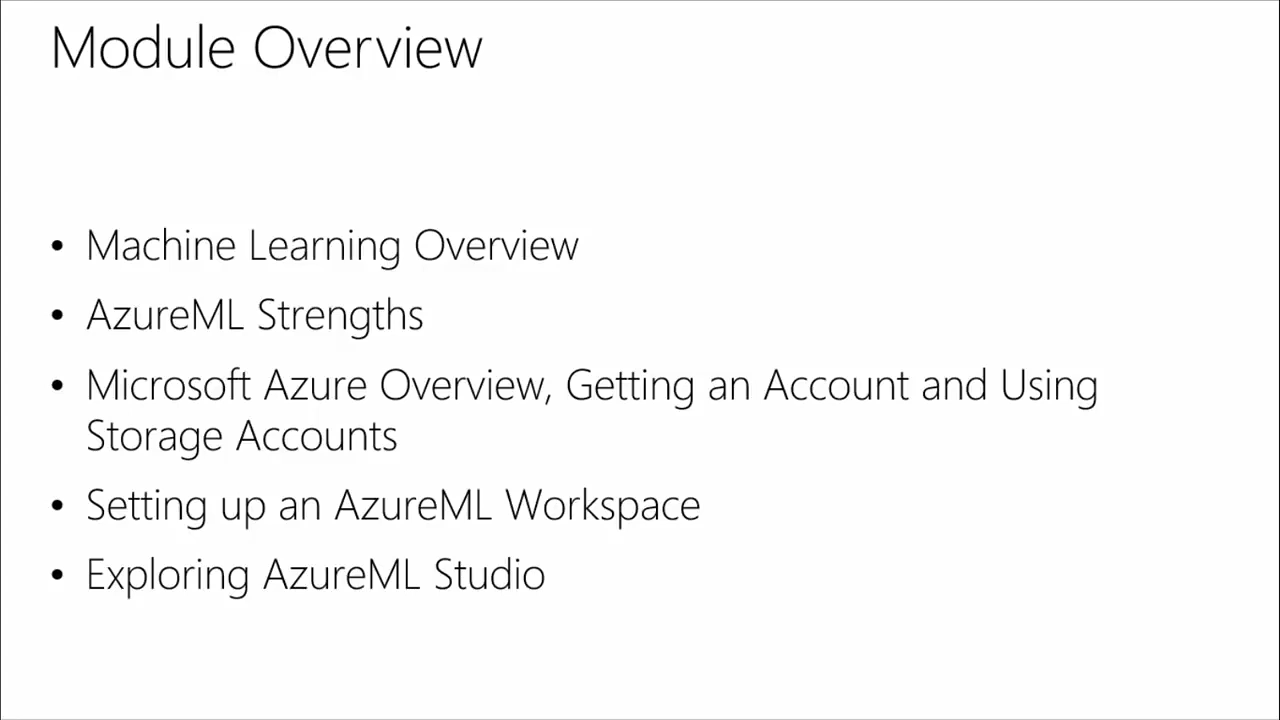 Module Overview
• Machine Learning Overview
• AzureML Strengths
• Microsoft Azure Overview, Getting an Account and Using
Storage Accounts
• Setting up an AzureML Workspace
• Exploring AzureML Studio